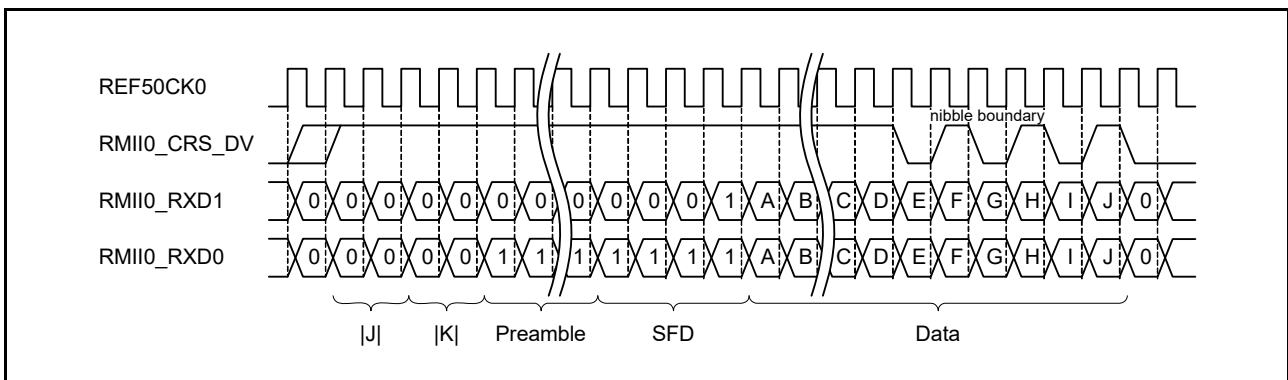 REF50CK0
nibble boundary
RMII0_CRS_DV
RMII0_RXD1 0 0 0 0 0 0 0 0 0 0 0 1 A B C D E F G H I J 0
RMII0_RXD0 0 0 0 0 0 1 1 1 1 1 1 1 A B C D E F G H I J 0
|J| |K| Preamble SFD Data